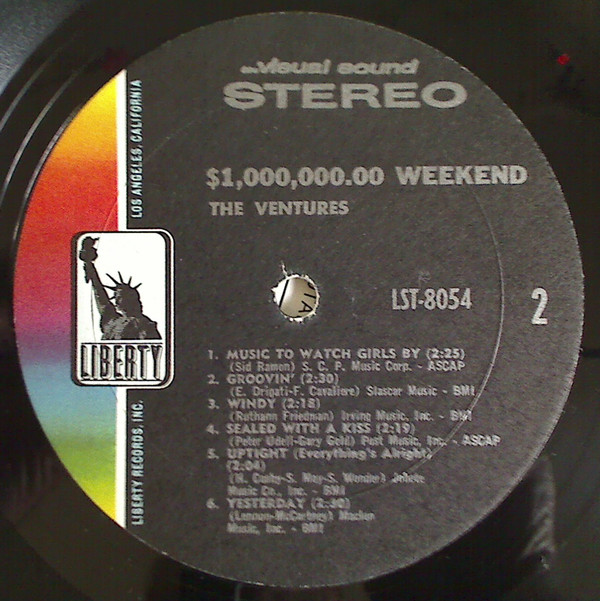 visual sound
STEREO
$1,000,000.00 WEEKEND
THE VENTURES
LOS ANGELES, CALIFORNIA
LIBERTY
LIBERTY RECORDS, INC.
LST-8054
2
1. MUSIC TO WATCH GIRLS BY (2:25)
(Sid Ramon) S. C. P. Music Corp. - ASCAP
2. GROOVIN' (2:30)
(E. Brigati-F. Cavaliere) Slascar Music - BMI
3. WINDY (2:18)
(Ruthann Friedman) Irving Music, Inc. - BMI
4. SEALED WITH A KISS (2:19)
(Peter Udell-Gary Geld) Post Music, Inc. - ASCAP
5. UPTIGHT (Everything's Alright)
(2:04)
(H. Cosby-S. Moy-S. Wonder) Jobete
Music Co., Inc. - BMI
6. YESTERDAY (2:30)
(Lennon-McCartney) Maclen
Music, Inc. - BMI